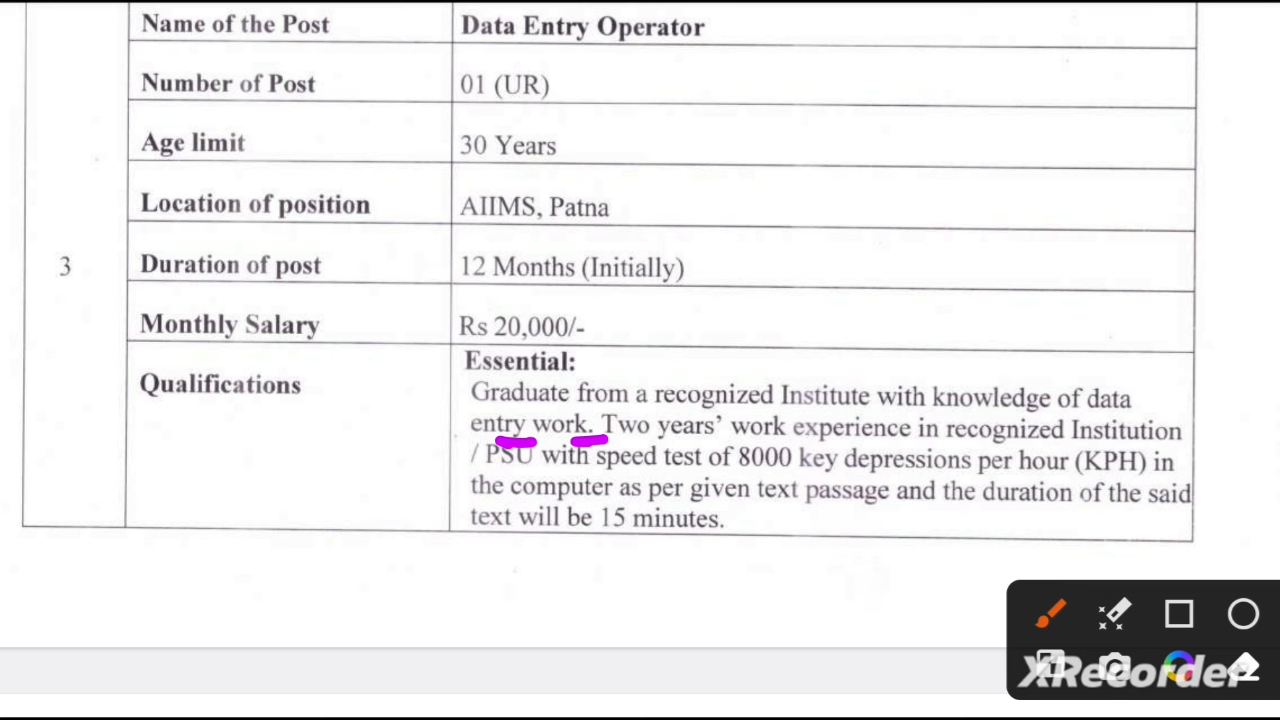 Name of the Post Data Entry Operator
Number of Post 01 (UR)
Age limit 30 Years
Location of position AIIMS, Patna
3 Duration of post 12 Months (Initially)
Monthly Salary Rs 20,000/-
Qualifications Essential:
Graduate from a recognized Institute with knowledge of data
entry work. Two years’ work experience in recognized Institution
/ PSU with speed test of 8000 key depressions per hour (KPH) in
the computer as per given text passage and the duration of the said
text will be 15 minutes.
XRecorder